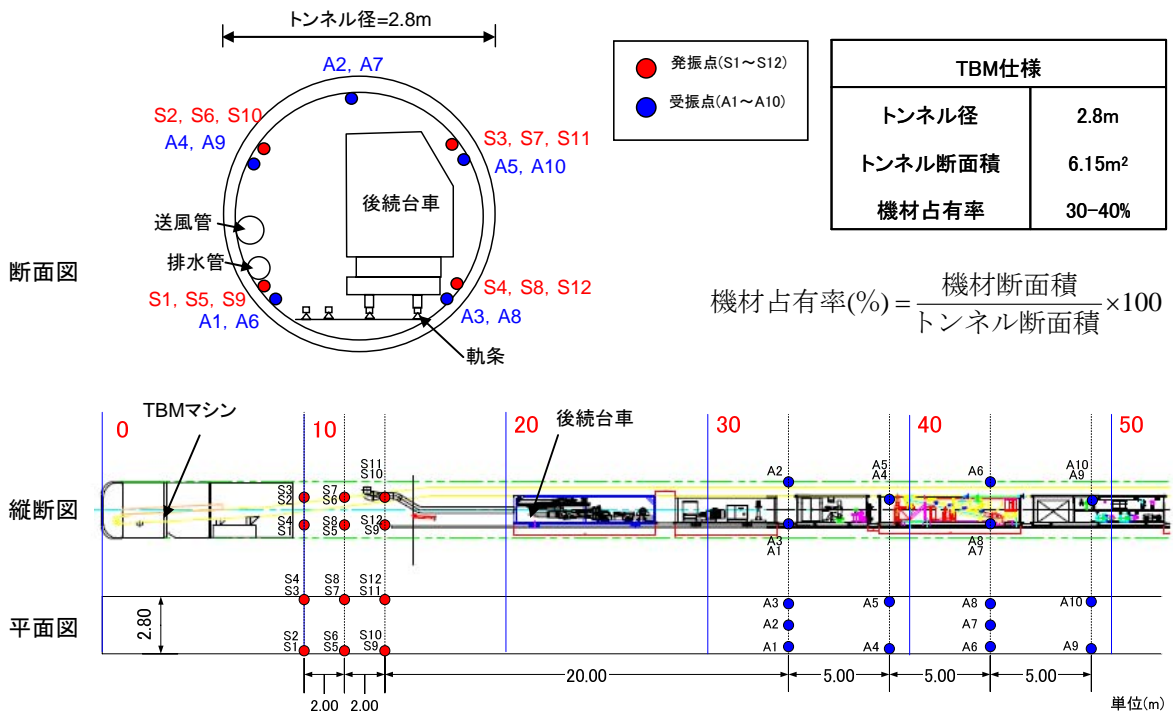 トンネル径=2.8m
A2, A7
S2, S6, S10
A4, A9
S3, S7, S11
A5, A10
後続台車
送風管
排水管
S1, S5, S9
A1, A6
S4, S8, S12
A3, A8
軌条
断面図
発振点(S1～S12)
受振点(A1～A10)
TBM仕様
トンネル径 2.8m
トンネル断面積 6.15m²
機材占有率 30-40%
機材占有率(%) = 機材断面積 / トンネル断面積 ×100
TBMマシン
後続台車
0 10 20 30 40 50
縦断図
S3
S2
S4
S1
S7
S6
S8
S5
S11
S10
S12
S9
A2
A3
A1
A5
A4
A6
A8
A7
A10
A9
平面図
S4
S3
S8
S7
S12
S11
S2
S1
S6
S5
S10
S9
2.80
A3
A2
A1
A5
A4
A8
A7
A6
A10
A9
2.00 2.00 20.00 5.00 5.00 5.00
単位(m)